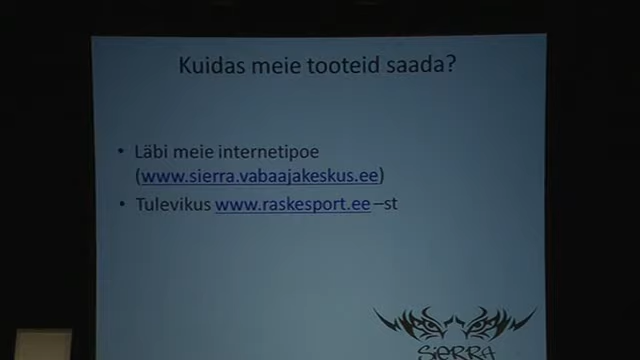 Kuidas meie tooteid saada?
• Läbi meie internetipoe
(www.sierra.vabaajakeskus.ee)
• Tulevikus www.raskesport.ee –st
SiERRA